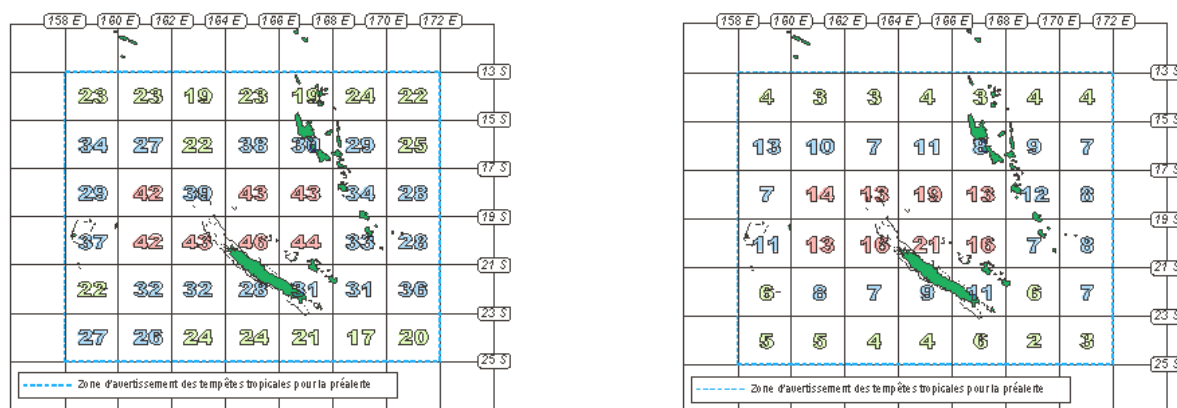 158 E 160 E 162 E 164 E 166 E 168 E 170 E 172 E
13 S
23 23 19 23 19 24 22
15 S
34 27 22 38 30 29 25
17 S
29 42 39 43 43 34 28
19 S
37 42 43 46 44 33 28
21 S
22 32 32 28 31 31 36
23 S
27 26 24 24 21 17 20
25 S
Zone d'avertissement des tempêtes tropicales pour la préalerte
158 E 160 E 162 E 164 E 166 E 168 E 170 E 172 E
13 S
4 3 3 4 3 4 4
15 S
13 10 7 11 8 9 7
17 S
7 14 13 19 13 12 8
19 S
11 13 16 21 16 7 8
21 S
6 8 7 9 11 6 7
23 S
5 5 4 4 6 2 3
25 S
Zone d'avertissement des tempêtes tropicales pour la préalerte